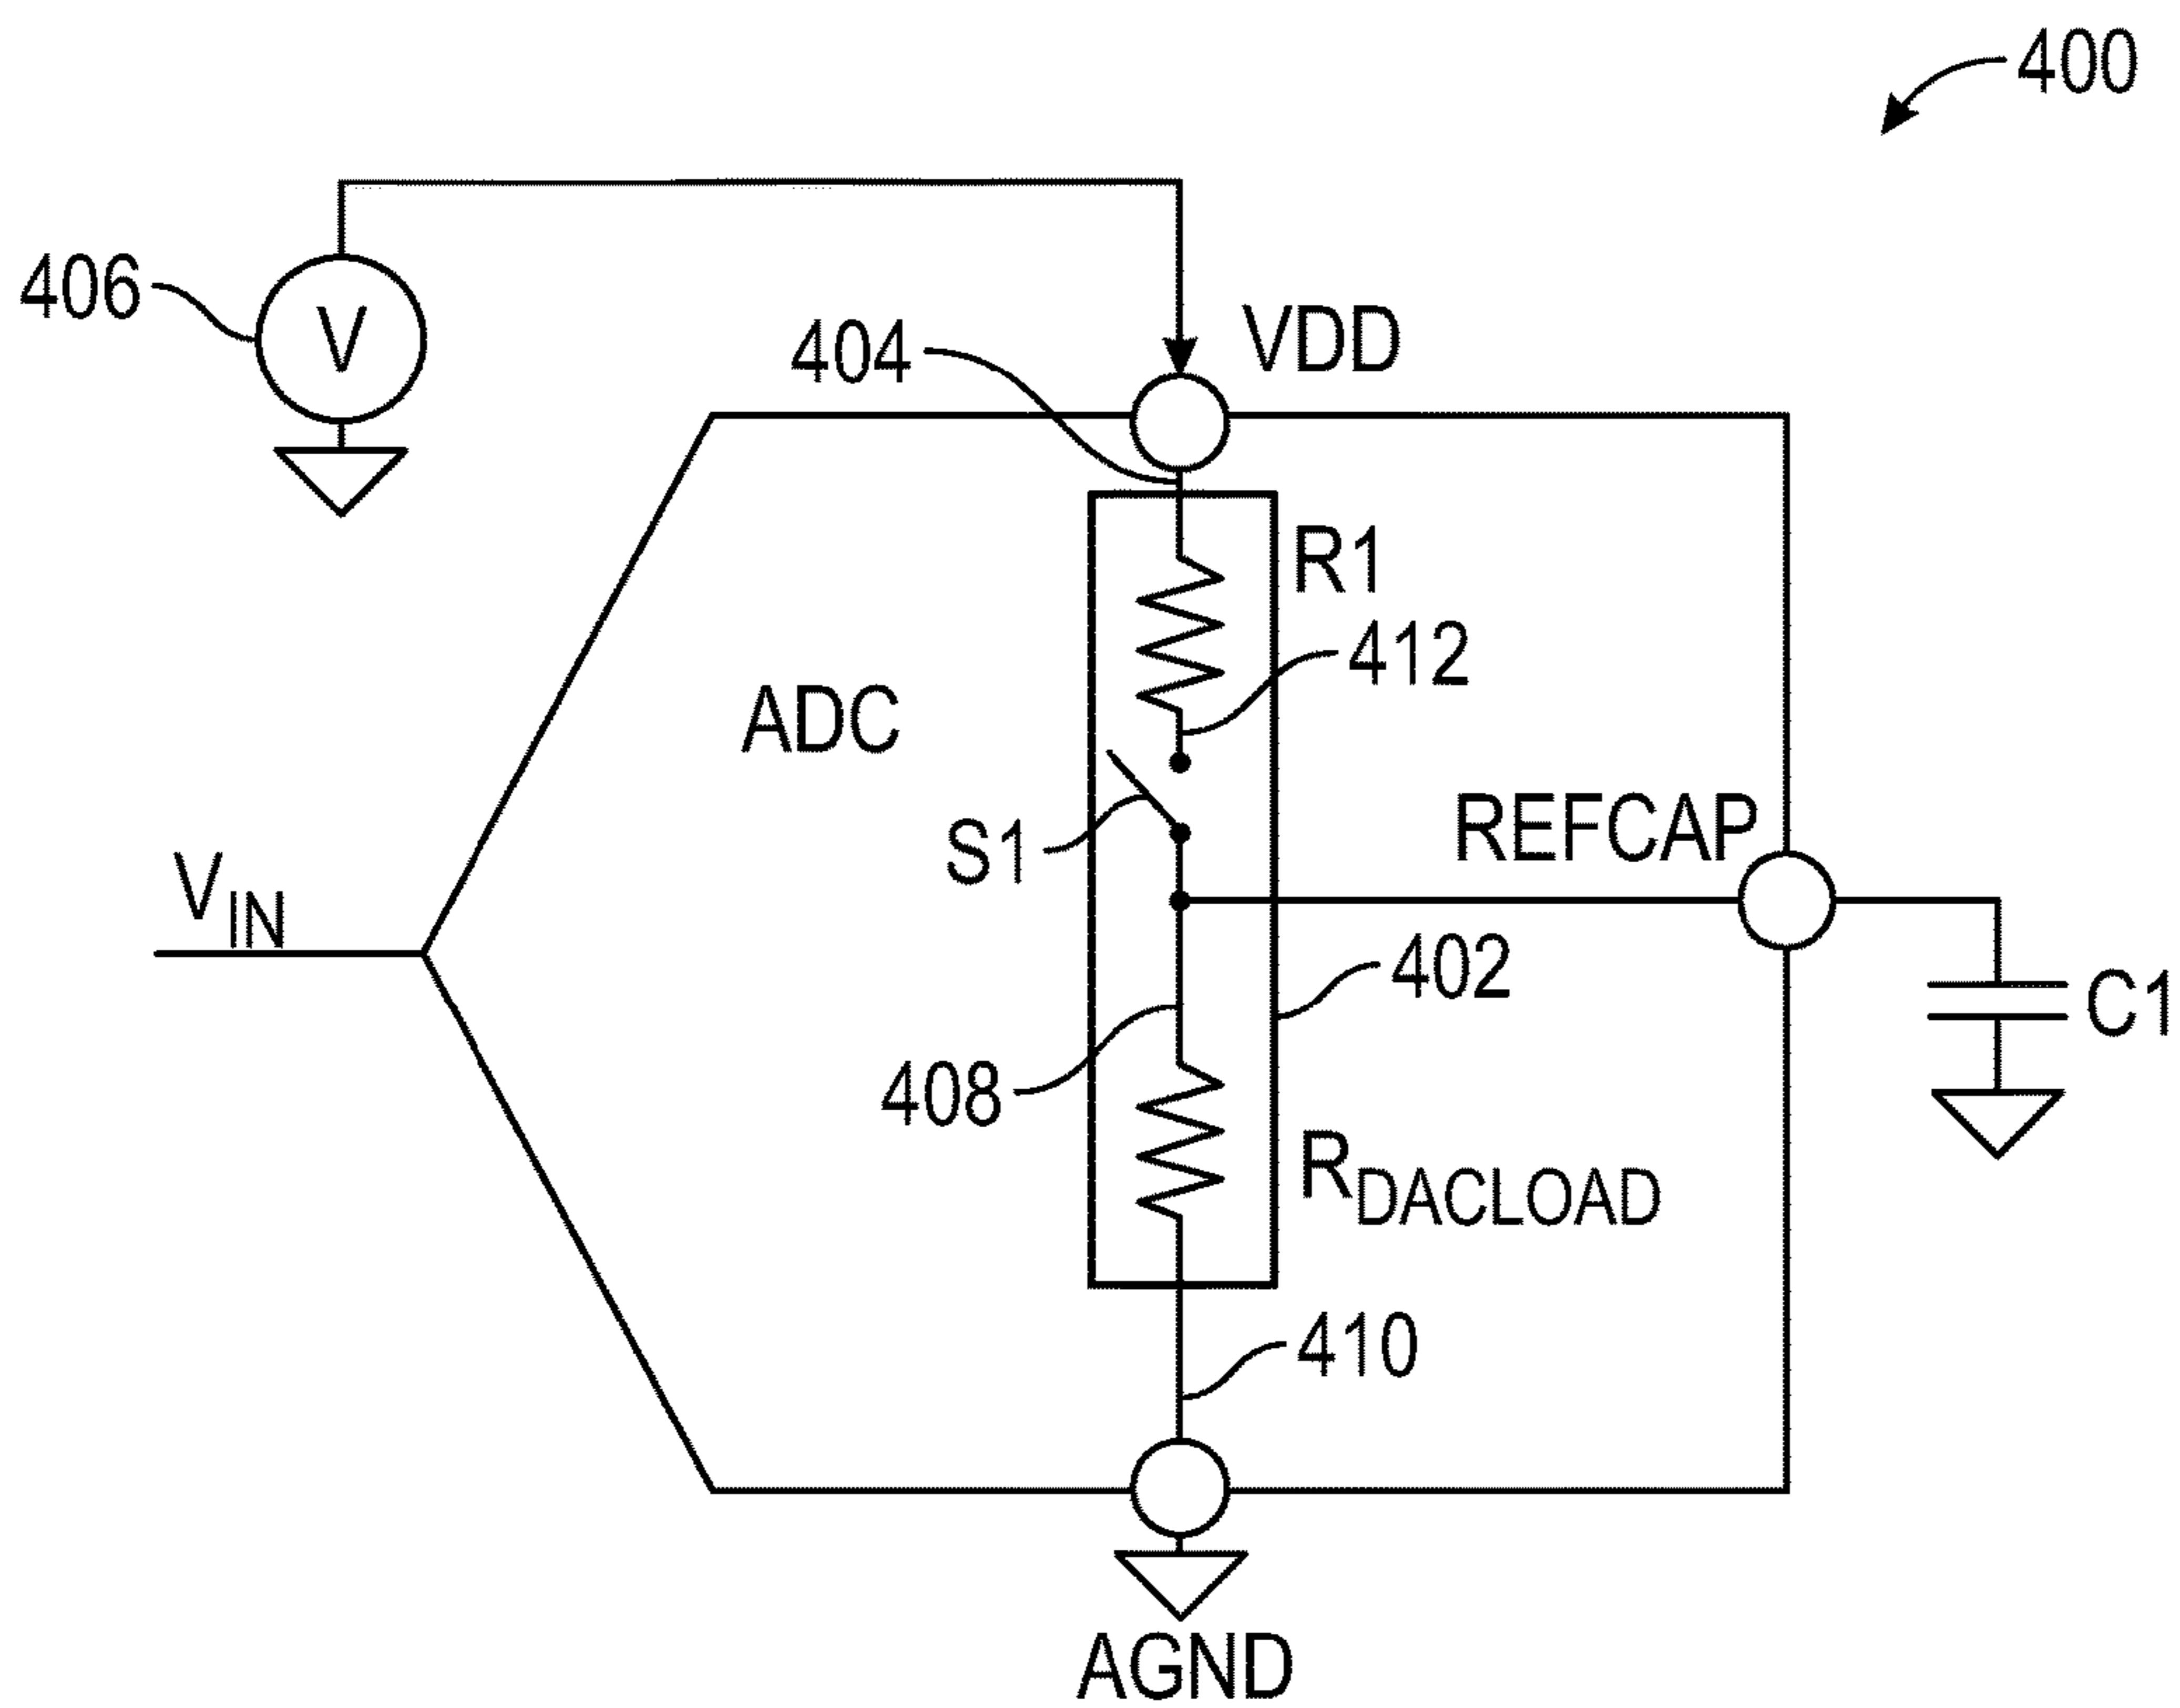 400
406
V
404
VDD
R1
412
ADC
S1
REFCAP
VIN
402
C1
408
RDACLOAD
410
AGND